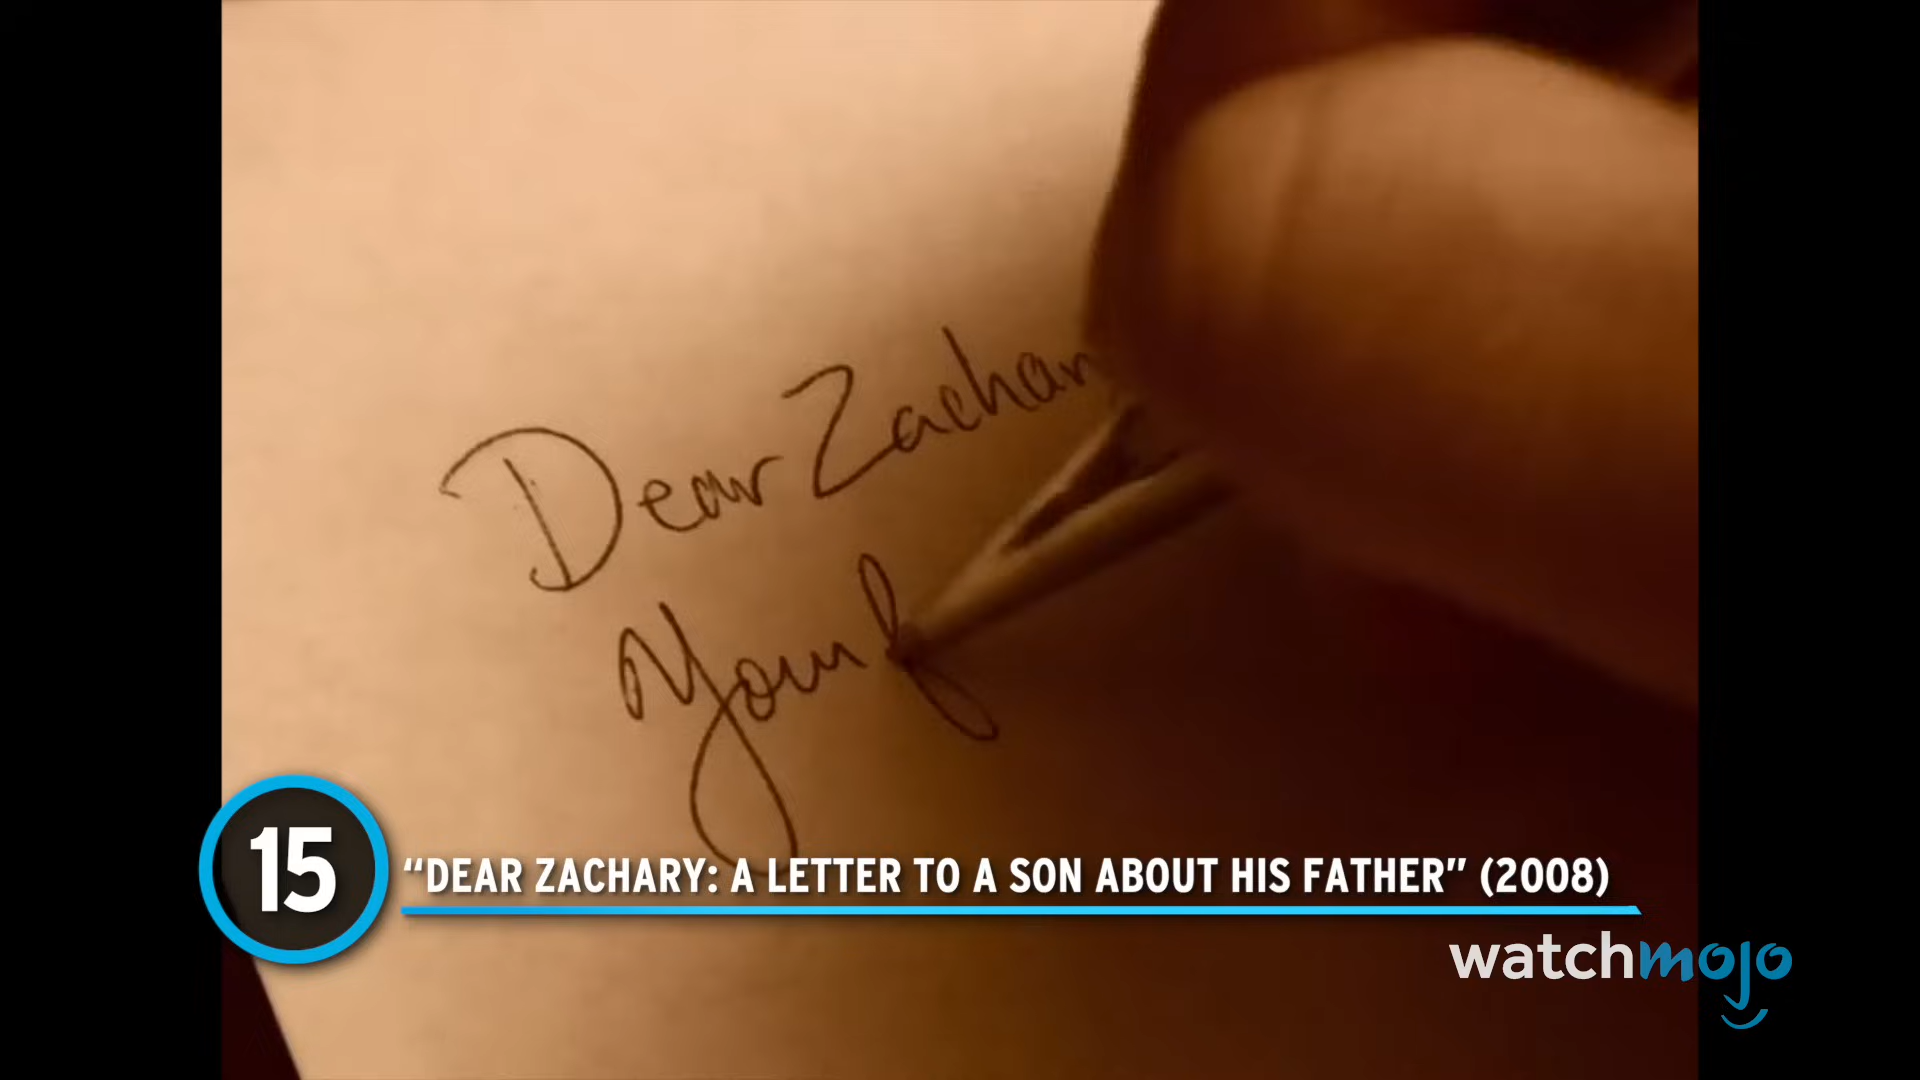 Dear Zachar
Your f
15
“DEAR ZACHARY: A LETTER TO A SON ABOUT HIS FATHER” (2008)
watchmojo